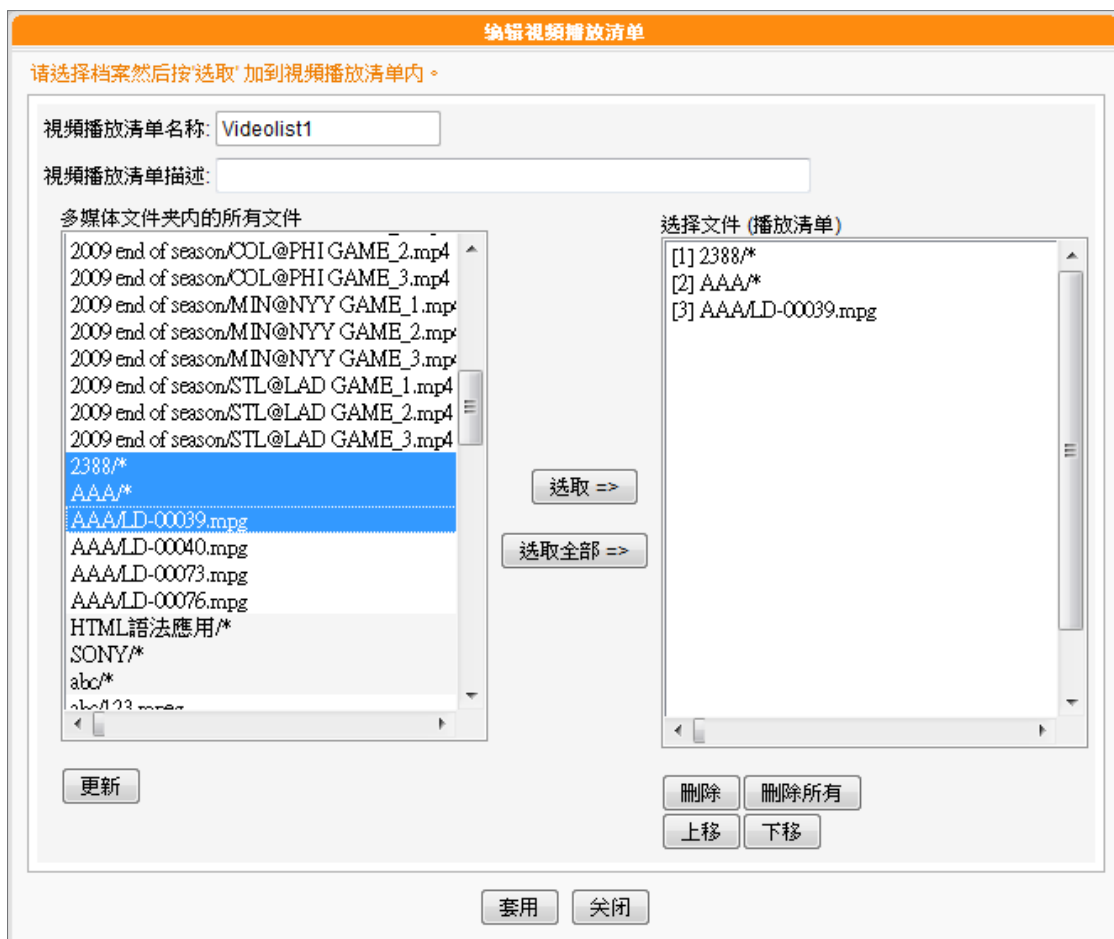 编辑視頻播放清单
请选择档案然后按'选取' 加到視頻播放清单内。
視頻播放清单名称: Videolist1
視頻播放清单描述:
多媒体文件夹内的所有文件
2009 end of season/COL@PHI GAME_2.mp4
2009 end of season/COL@PHI GAME_3.mp4
2009 end of season/MIN@NYY GAME_1.mp4
2009 end of season/MIN@NYY GAME_2.mp4
2009 end of season/MIN@NYY GAME_3.mp4
2009 end of season/STL@LAD GAME_1.mp4
2009 end of season/STL@LAD GAME_2.mp4
2009 end of season/STL@LAD GAME_3.mp4
2388/*
AAA/*
AAA/LD-00039.mpg
AAA/LD-00040.mpg
AAA/LD-00073.mpg
AAA/LD-00076.mpg
HTML語法應用/*
SONY/*
abc/*
abc/123.mpeg
更新
选取 =>
选取全部 =>
选择文件 (播放清单)
[1] 2388/*
[2] AAA/*
[3] AAA/LD-00039.mpg
删除 删除所有
上移 下移
套用 关闭